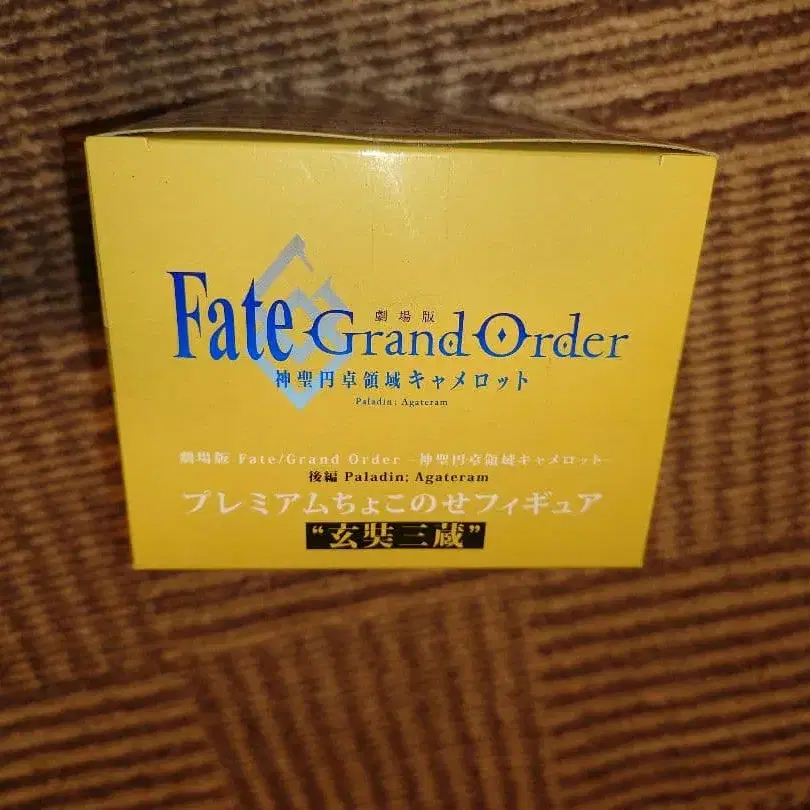 劇場版
Fate Grand Order
神聖円卓領域キャメロット
Paladin; Agateram
劇場版 Fate/Grand Order -神聖円卓領域キャメロット-
後編 Paladin; Agateram
プレミアムちょこのせフィギュア
“玄奘三蔵”